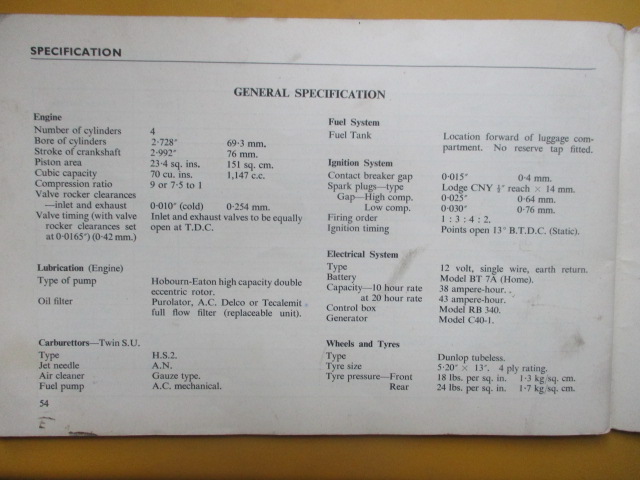 SPECIFICATION
GENERAL SPECIFICATION
Engine
Number of cylinders 4
Bore of cylinders 2·728″ 69·3 mm.
Stroke of crankshaft 2·992″ 76 mm.
Piston area 23·4 sq. ins. 151 sq. cm.
Cubic capacity 70 cu. ins. 1,147 c.c.
Compression ratio 9 or 7·5 to 1
Valve rocker clearances
—inlet and exhaust 0·010″ (cold) 0·254 mm.
Valve timing (with valve Inlet and exhaust valves to be equally
rocker clearances set open at T.D.C.
at 0·0165″) (0·42 mm.)
Lubrication (Engine)
Type of pump Hobourn-Eaton high capacity double
eccentric rotor.
Oil filter Purolator, A.C. Delco or Tecalemit
full flow filter (replaceable unit).
Carburettors—Twin S.U.
Type H.S.2.
Jet needle A.N.
Air cleaner Gauze type.
Fuel pump A.C. mechanical.
54
Fuel System
Fuel Tank Location forward of luggage com-
partment. No reserve tap fitted.
Ignition System
Contact breaker gap 0·015″ 0·4 mm.
Spark plugs—type Lodge CNY ½″ reach × 14 mm.
Gap—High comp. 0·025″ 0·64 mm.
Low comp. 0·030″ 0·76 mm.
Firing order 1 : 3 : 4 : 2.
Ignition timing Points open 13° B.T.D.C. (Static).
Electrical System
Type 12 volt, single wire, earth return.
Battery Model BT 7A (Home).
Capacity—10 hour rate 38 ampere-hour.
at 20 hour rate 43 ampere-hour.
Control box Model RB 340.
Generator Model C40-1.
Wheels and Tyres
Type Dunlop tubeless.
Tyre size 5·20″ × 13″. 4 ply rating.
Tyre pressure—Front 18 lbs. per sq. in. 1·3 kg/sq. cm.
Rear 24 lbs. per sq. in. 1·7 kg/sq. cm.